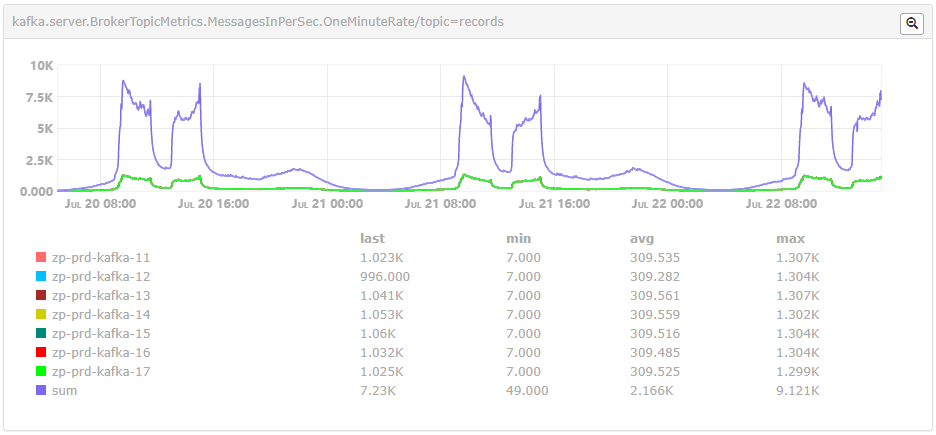 kafka.server.BrokerTopicMetrics.MessagesInPerSec.OneMinuteRate/topic=records
10K
7.5K
5K
2.5K
0.000
Jul 20 08:00 Jul 20 16:00 Jul 21 00:00 Jul 21 08:00 Jul 21 16:00 Jul 22 00:00 Jul 22 08:00
last min avg max
zp-prd-kafka-11 1.023K 7.000 309.535 1.307K
zp-prd-kafka-12 996.000 7.000 309.282 1.304K
zp-prd-kafka-13 1.041K 7.000 309.561 1.307K
zp-prd-kafka-14 1.053K 7.000 309.559 1.302K
zp-prd-kafka-15 1.06K 7.000 309.516 1.304K
zp-prd-kafka-16 1.032K 7.000 309.485 1.304K
zp-prd-kafka-17 1.025K 7.000 309.525 1.299K
sum 7.23K 49.000 2.166K 9.121K